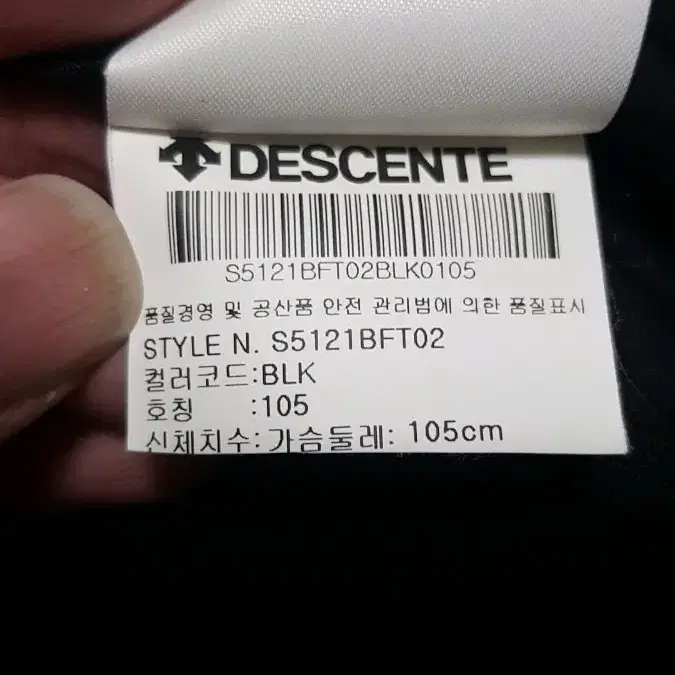 DESCENTE
S5121BFT02BLK0105
품질경영 및 공산품 안전 관리법에 의한 품질표시
STYLE N. S5121BFT02
컬러코드:BLK
호칭 :105
신체치수: 가슴둘레: 105cm